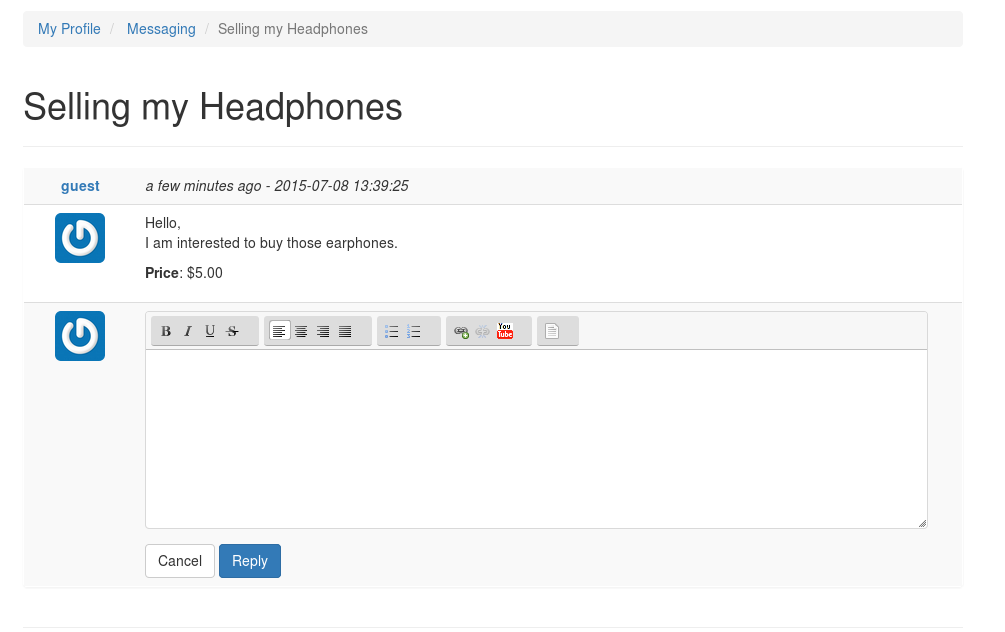 My Profile / Messaging / Selling my Headphones
Selling my Headphones
guest a few minutes ago - 2015-07-08 13:39:25
Hello,
I am interested to buy those earphones.
Price: $5.00
B I U S You Tube
Cancel Reply